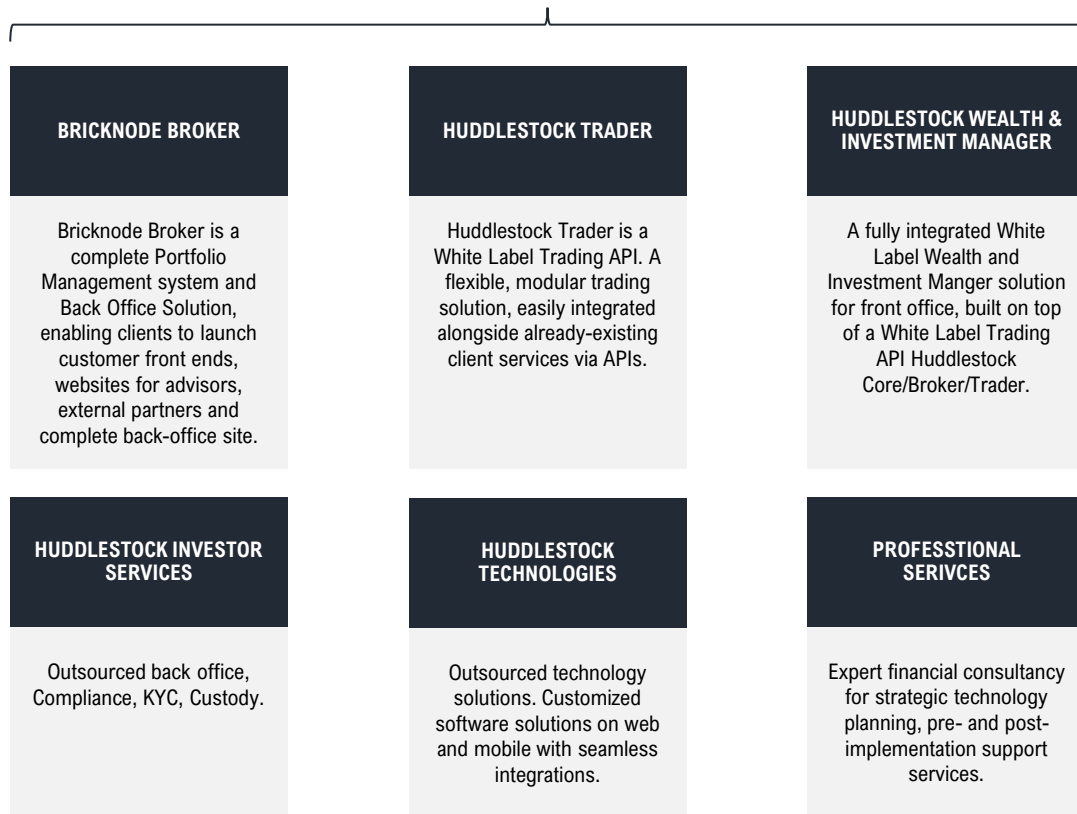 BRICKNODE BROKER
Bricknode Broker is a
complete Portfolio
Management system and
Back Office Solution,
enabling clients to launch
customer front ends,
websites for advisors,
external partners and
complete back-office site.
HUDDLESTOCK TRADER
Huddlestock Trader is a
White Label Trading API. A
flexible, modular trading
solution, easily integrated
alongside already-existing
client services via APIs.
HUDDLESTOCK WEALTH &
INVESTMENT MANAGER
A fully integrated White
Label Wealth and
Investment Manger solution
for front office, built on top
of a White Label Trading
API Huddlestock
Core/Broker/Trader.
HUDDLESTOCK INVESTOR
SERVICES
Outsourced back office,
Compliance, KYC, Custody.
HUDDLESTOCK
TECHNOLOGIES
Outsourced technology
solutions. Customized
software solutions on web
and mobile with seamless
integrations.
PROFESSTIONAL
SERIVCES
Expert financial consultancy
for strategic technology
planning, pre- and post-
implementation support
services.